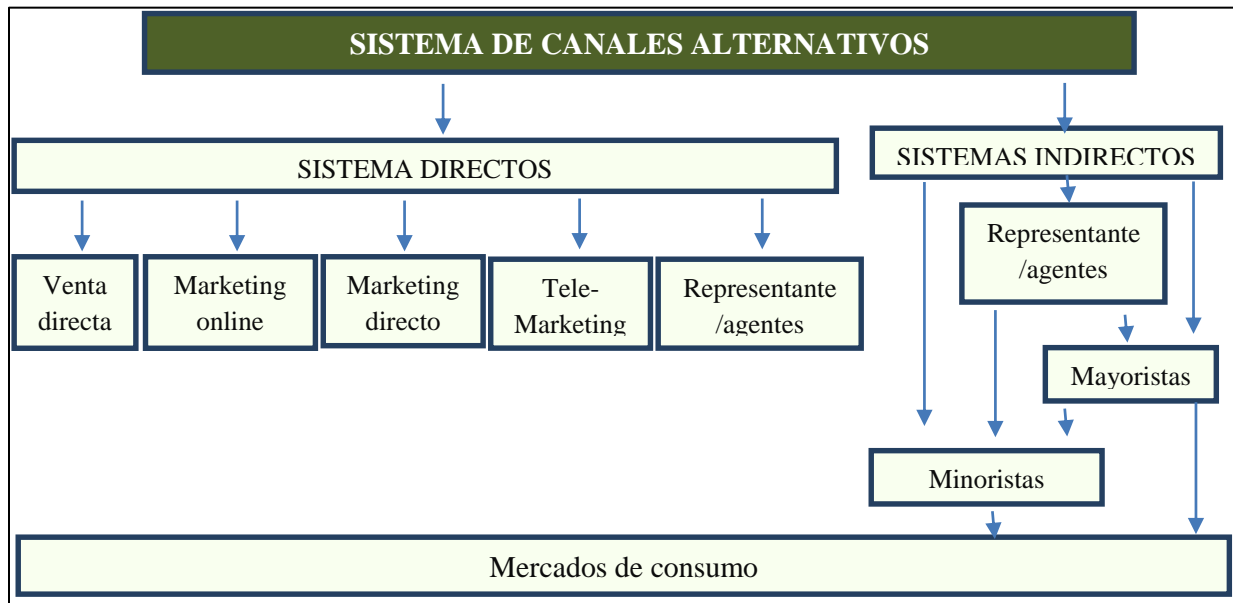 SISTEMA DE CANALES ALTERNATIVOS
SISTEMA DIRECTOS
SISTEMAS INDIRECTOS
Venta
directa
Marketing
online
Marketing
directo
Tele-
Marketing
Representante
/agentes
Representante
/agentes
Mayoristas
Minoristas
Mercados de consumo